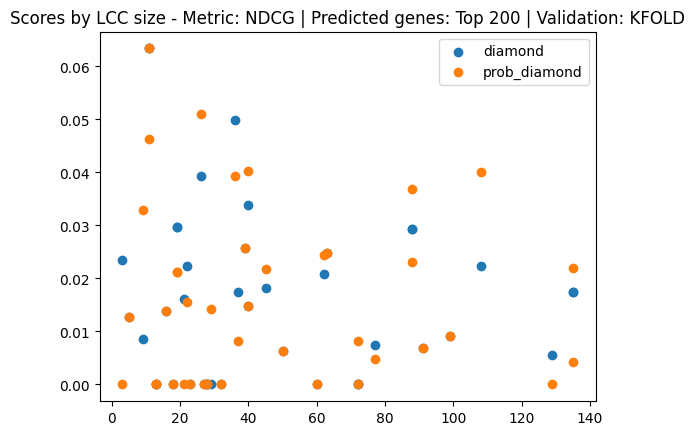 Scores by LCC size - Metric: NDCG | Predicted genes: Top 200 | Validation: KFOLD
diamond
prob_diamond
0.06
0.05
0.04
0.03
0.02
0.01
0.00
0 20 40 60 80 100 120 140